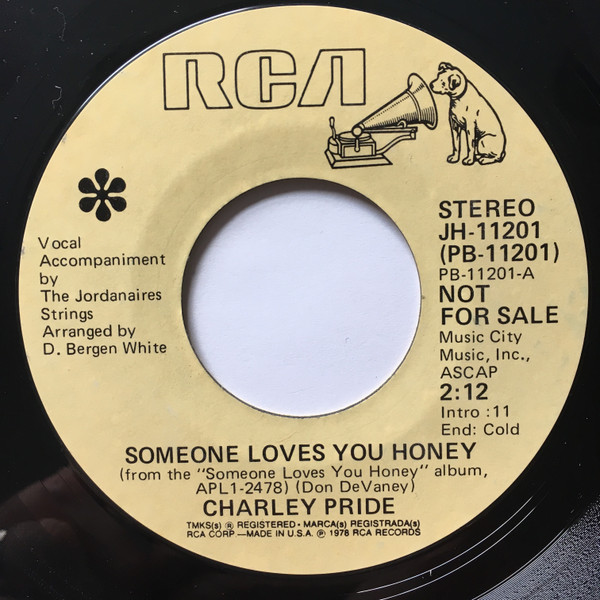 RCA
Vocal
Accompaniment
by
The Jordanaires
Strings
Arranged by
D. Bergen White
STEREO
JH-11201
(PB-11201)
PB-11201-A
NOT
FOR SALE
Music City
Music, Inc.,
ASCAP
2:12
Intro :11
End: Cold
SOMEONE LOVES YOU HONEY
(from the "Someone Loves You Honey" album,
APL1-2478) (Don DeVaney)
CHARLEY PRIDE
TMKS(s) ® REGISTERED • MARCA(s) REGISTRADA(s)
RCA CORP—MADE IN U.S.A. ℗ 1978 RCA RECORDS